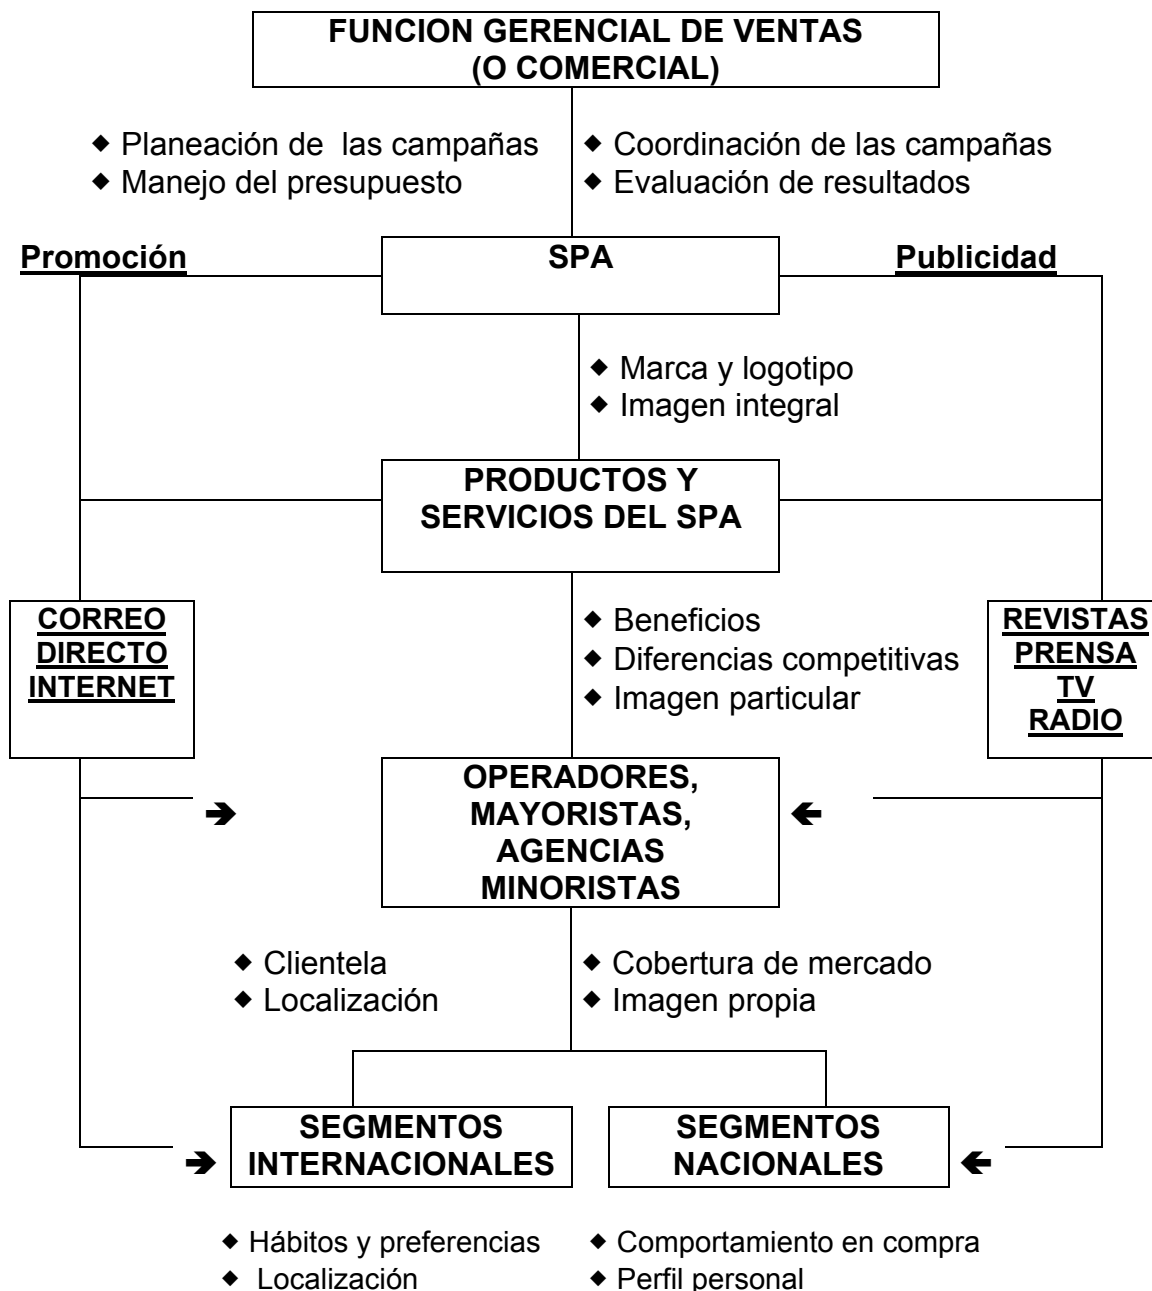 FUNCION GERENCIAL DE VENTAS
(O COMERCIAL)
◆ Planeación de las campañas
◆ Manejo del presupuesto
◆ Coordinación de las campañas
◆ Evaluación de resultados
Promoción
SPA
Publicidad
◆ Marca y logotipo
◆ Imagen integral
PRODUCTOS Y
SERVICIOS DEL SPA
CORREO
DIRECTO
INTERNET
◆ Beneficios
◆ Diferencias competitivas
◆ Imagen particular
REVISTAS
PRENSA
TV
RADIO
OPERADORES,
MAYORISTAS,
AGENCIAS
MINORISTAS
◆ Clientela
◆ Localización
◆ Cobertura de mercado
◆ Imagen propia
SEGMENTOS
INTERNACIONALES
SEGMENTOS
NACIONALES
◆ Hábitos y preferencias
◆ Localización
◆ Comportamiento en compra
◆ Perfil personal